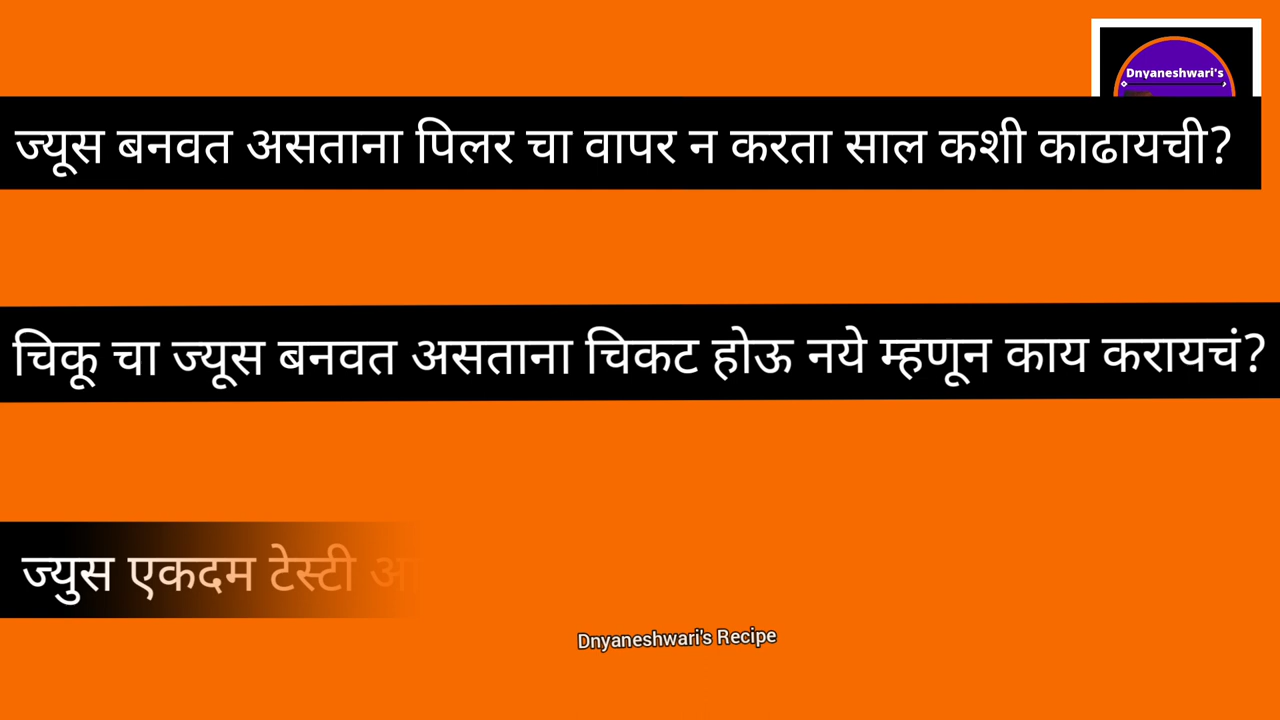 Dnyaneshwari's
ज्यूस बनवत असताना पिलर चा वापर न करता साल कशी काढायची?
चिकू चा ज्यूस बनवत असताना चिकट होऊ नये म्हणून काय करायचं?
ज्युस एकदम टेस्टी
Dnyaneshwari's Recipe